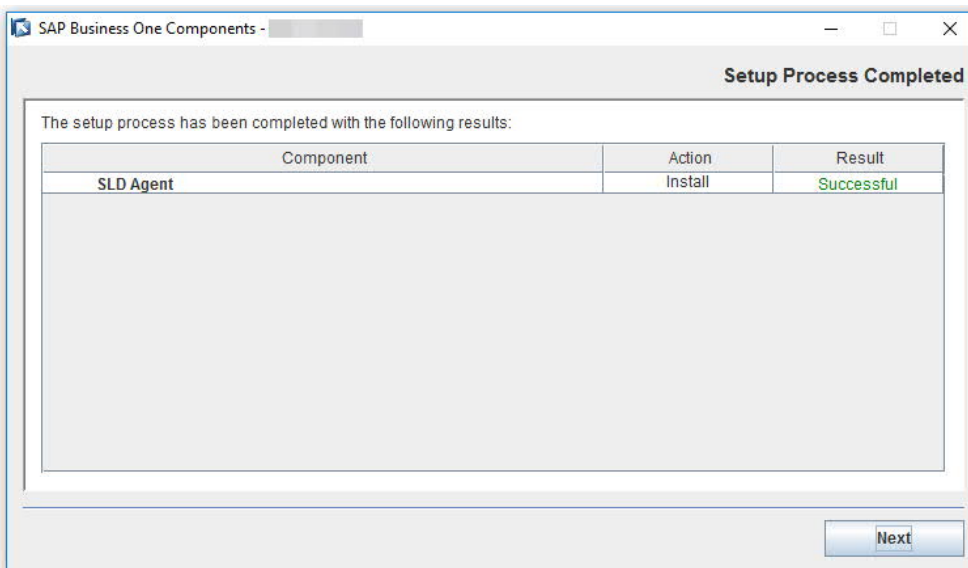 SAP Business One Components -
Setup Process Completed
The setup process has been completed with the following results:
Component Action Result
SLD Agent Install Successful
Next